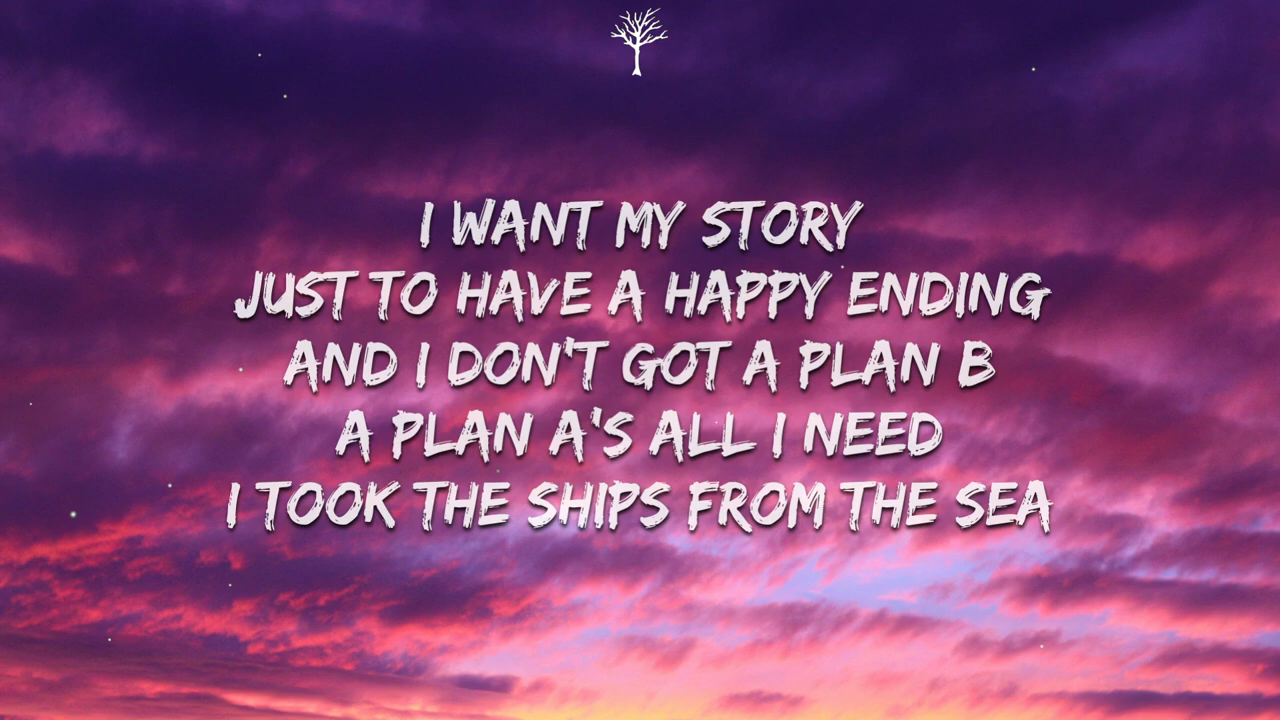 I WANT MY STORY
JUST TO HAVE A HAPPY ENDING
AND I DON'T GOT A PLAN B
A PLAN A'S ALL I NEED
I TOOK THE SHIPS FROM THE SEA